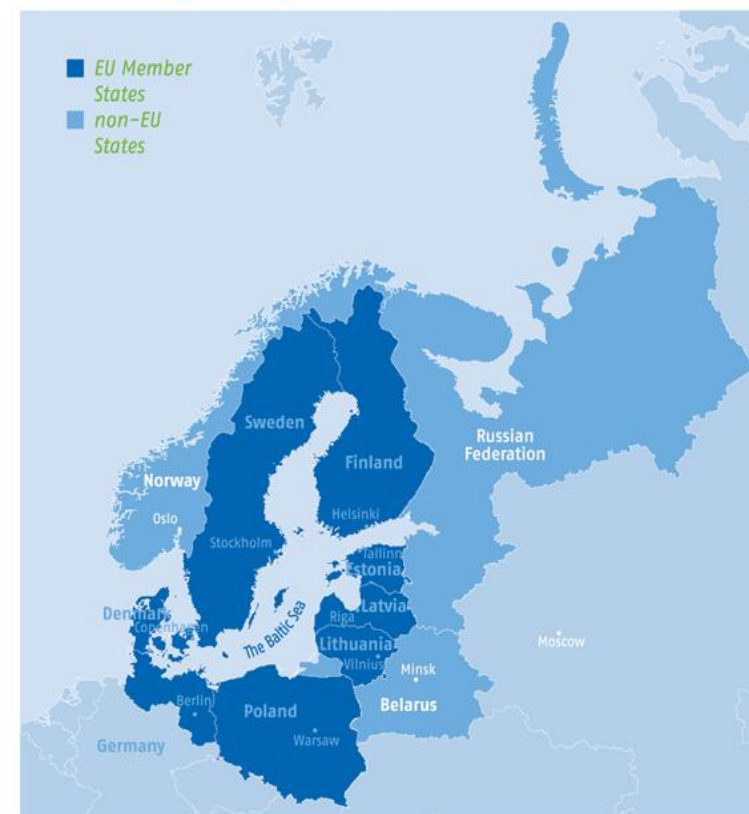 EU Member
States
non-EU
States
Sweden
Finland
Russian
Federation
Norway
Oslo
Helsinki
Stockholm
Tallinn
Estonia
Latvia
Riga
Denmark
Copenhagen
The Baltic Sea
Lithuania
Vilnius
Moscow
Minsk
Belarus
Berlin
Poland
Warsaw
Germany